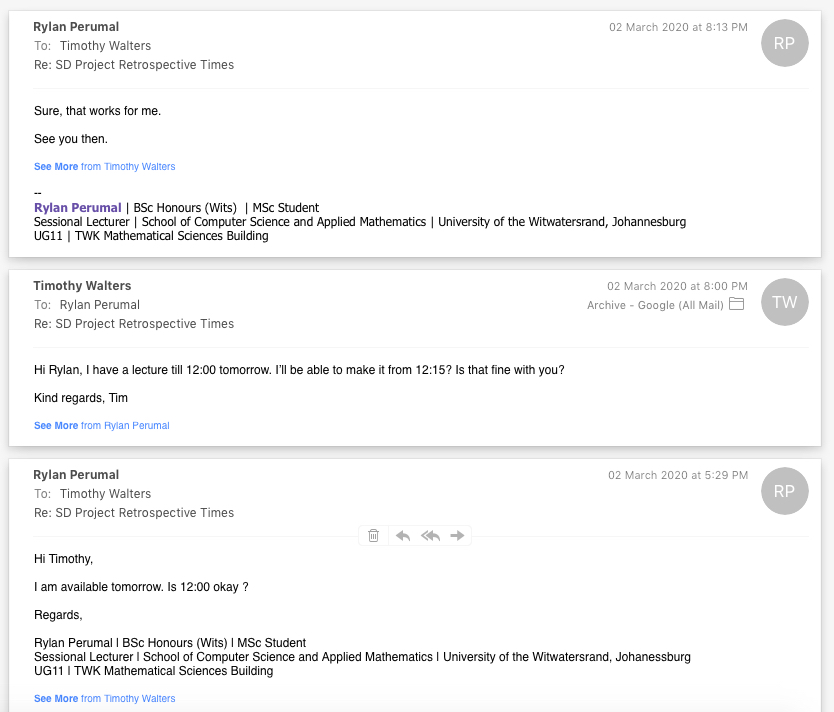 Rylan Perumal
02 March 2020 at 8:13 PM
RP
To: Timothy Walters
Re: SD Project Retrospective Times
Sure, that works for me.
See you then.
See More from Timothy Walters
--
Rylan Perumal | BSc Honours (Wits) | MSc Student
Sessional Lecturer | School of Computer Science and Applied Mathematics | University of the Witwatersrand, Johannesburg
UG11 | TWK Mathematical Sciences Building
Timothy Walters
02 March 2020 at 8:00 PM
TW
To: Rylan Perumal
Archive - Google (All Mail)
Re: SD Project Retrospective Times
Hi Rylan, I have a lecture till 12:00 tomorrow. I'll be able to make it from 12:15? Is that fine with you?
Kind regards, Tim
See More from Rylan Perumal
Rylan Perumal
02 March 2020 at 5:29 PM
RP
To: Timothy Walters
Re: SD Project Retrospective Times
Hi Timothy,
I am available tomorrow. Is 12:00 okay ?
Regards,
Rylan Perumal | BSc Honours (Wits) | MSc Student
Sessional Lecturer | School of Computer Science and Applied Mathematics | University of the Witwatersrand, Johanessburg
UG11 | TWK Mathematical Sciences Building
See More from Timothy Walters